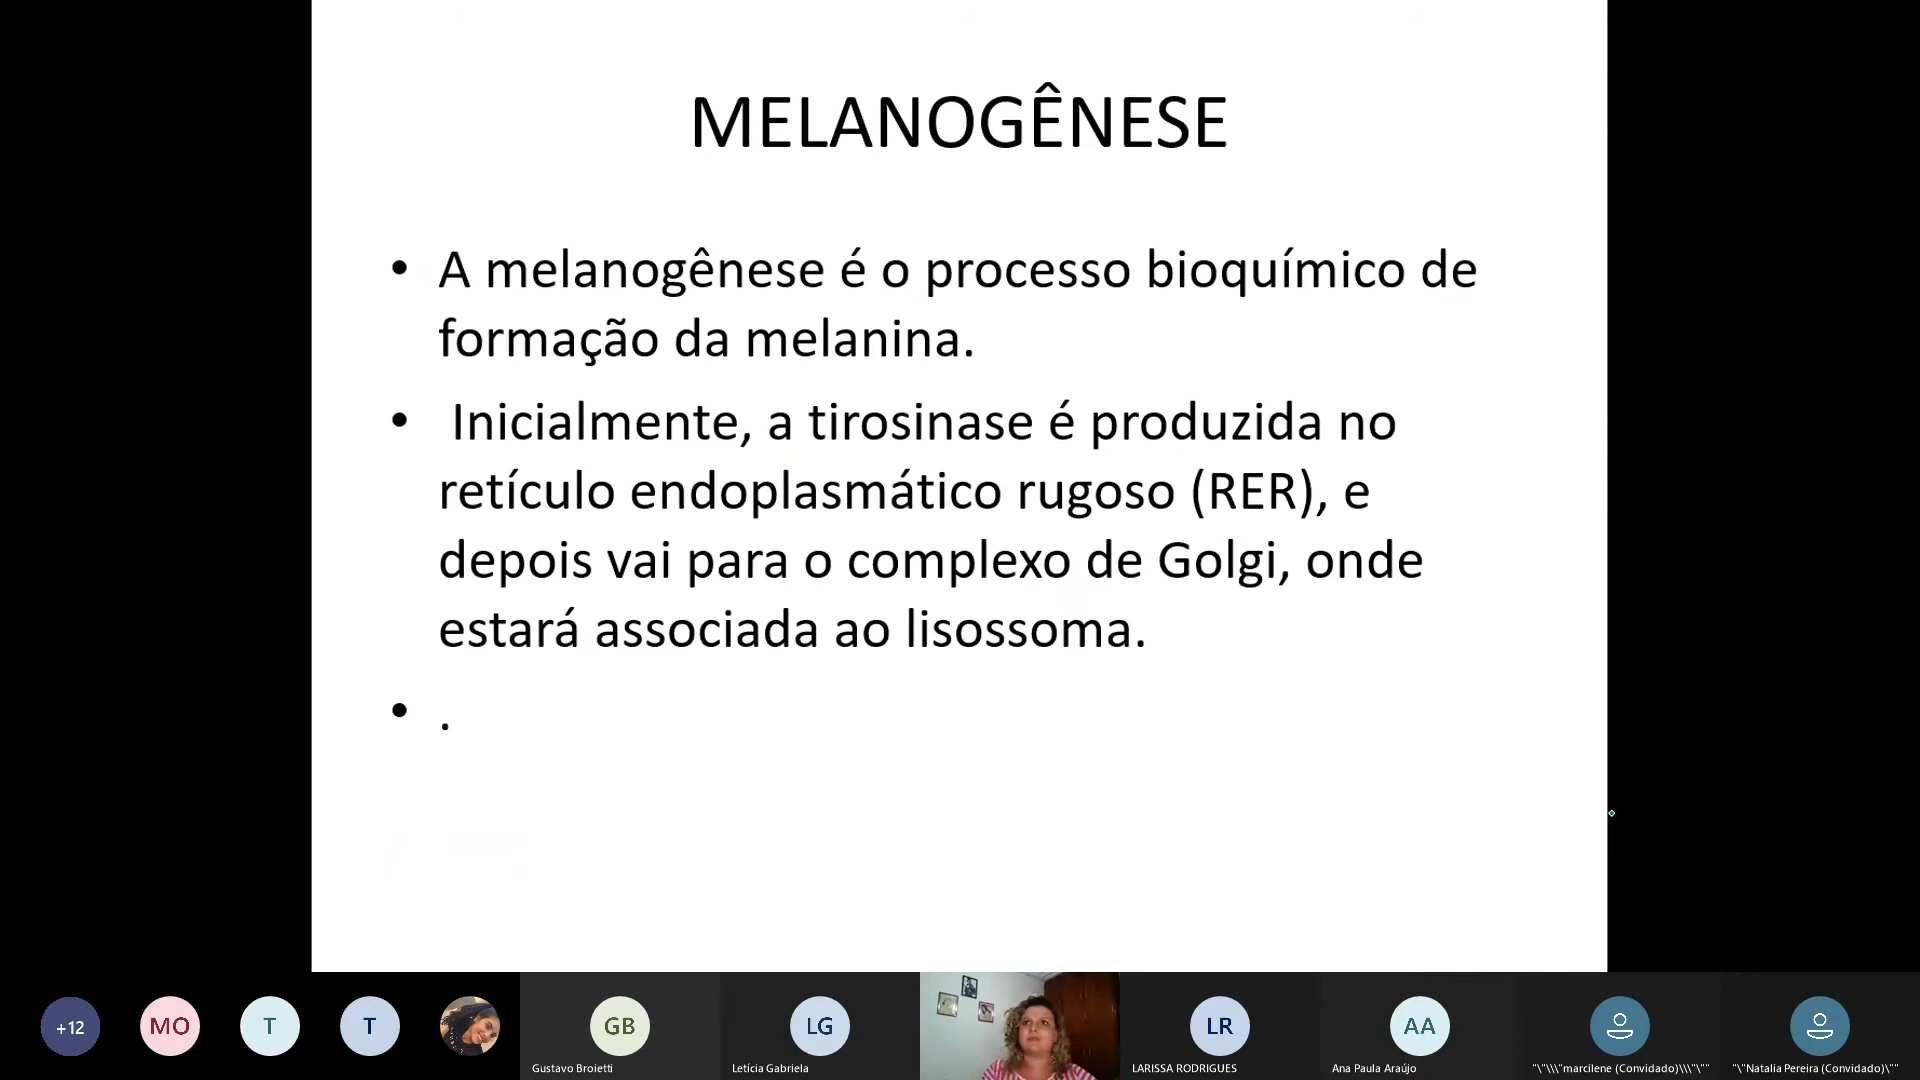 MELANOGÊNESE
• A melanogênese é o processo bioquímico de
formação da melanina.
• Inicialmente, a tirosinase é produzida no
retículo endoplasmático rugoso (RER), e
depois vai para o complexo de Golgi, onde
estará associada ao lisossoma.
• .
+12
MO
T
T
GB
LG
LR
AA
Gustavo Broietti
Letícia Gabriela
LARISSA RODRIGUES
Ana Paula Araújo
"\"\\\"marcilene (Convidado)\\\"\""
"\"Natalia Pereira (Convidado)\""